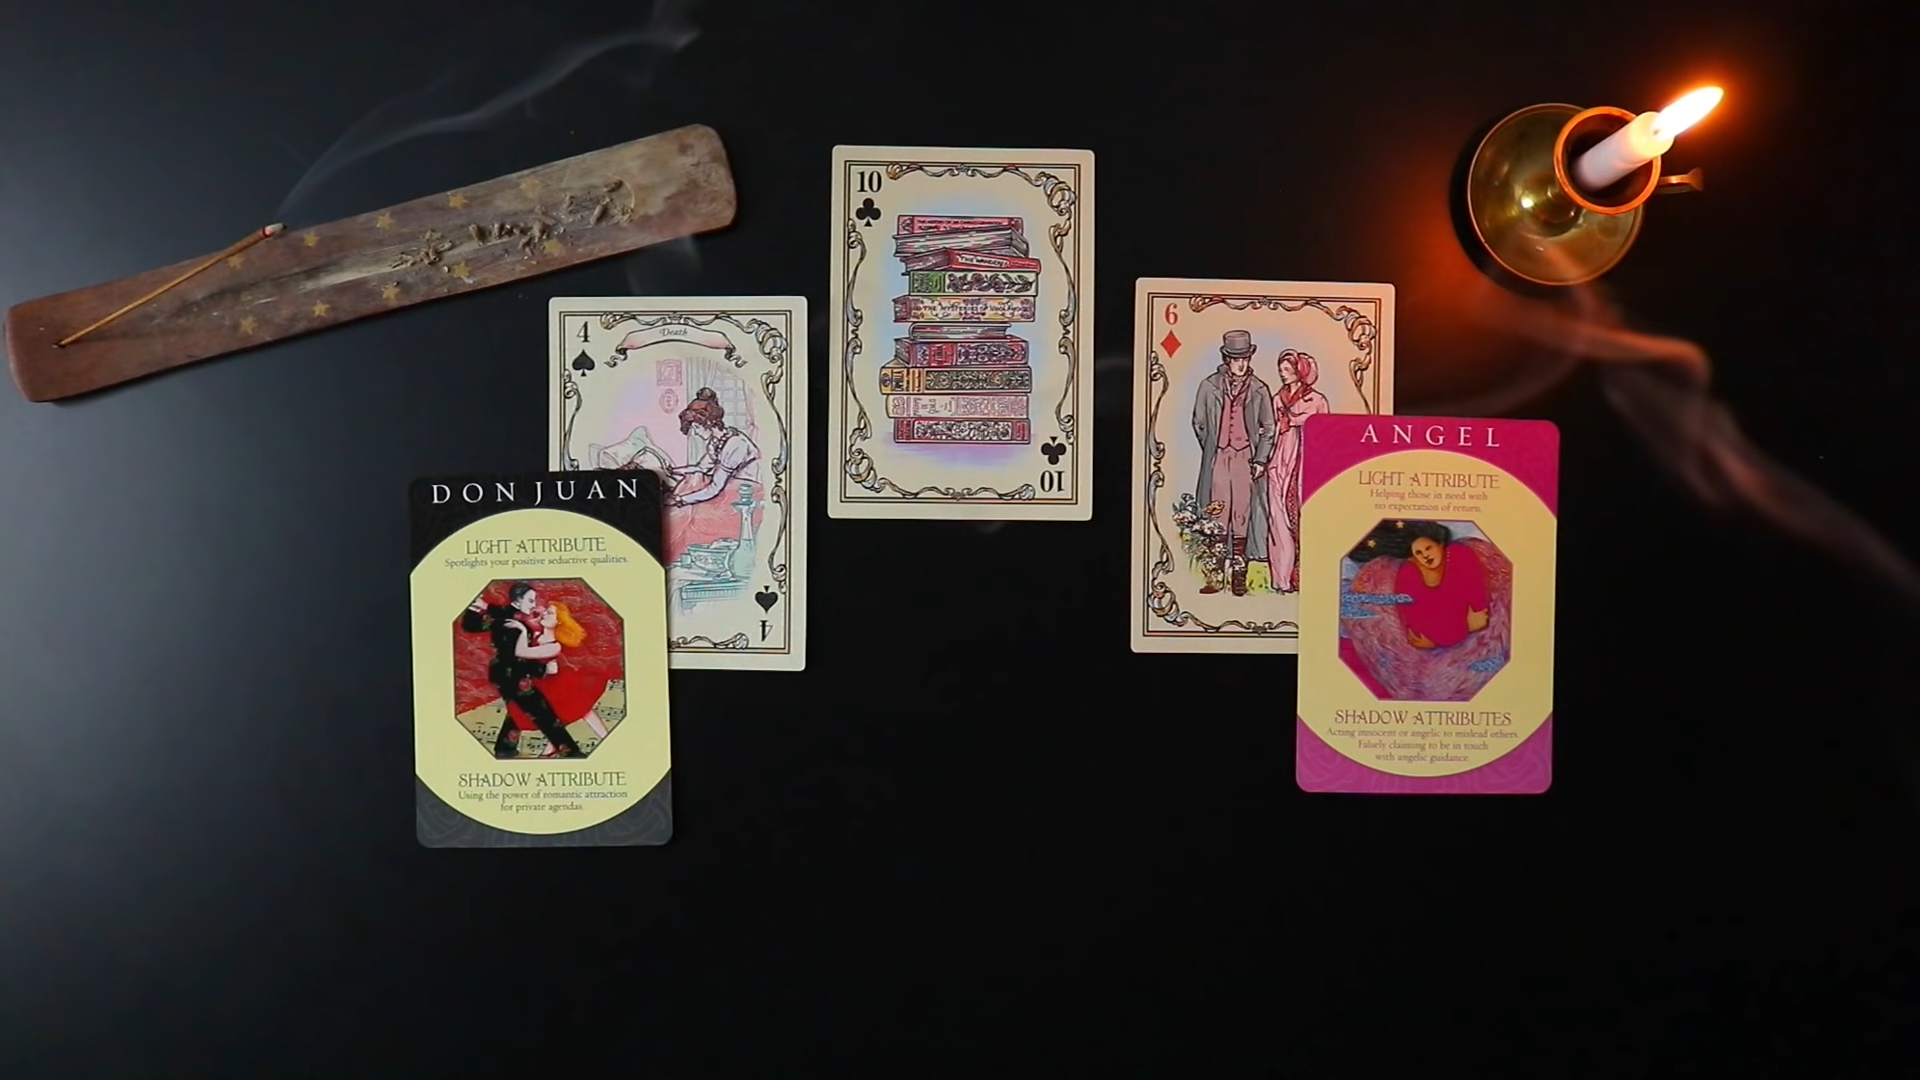 10
10
4
Death
4
6
DON JUAN
LIGHT ATTRIBUTE
Spotlights your positive seductive qualities.
SHADOW ATTRIBUTE
Using the power of romantic attraction
for private agendas.
ANGEL
LIGHT ATTRIBUTE
Helping those in need with
no expectation of return.
SHADOW ATTRIBUTES
Acting innocent or angelic to mislead others.
Falsely claiming to be in touch
with angelic guidance.